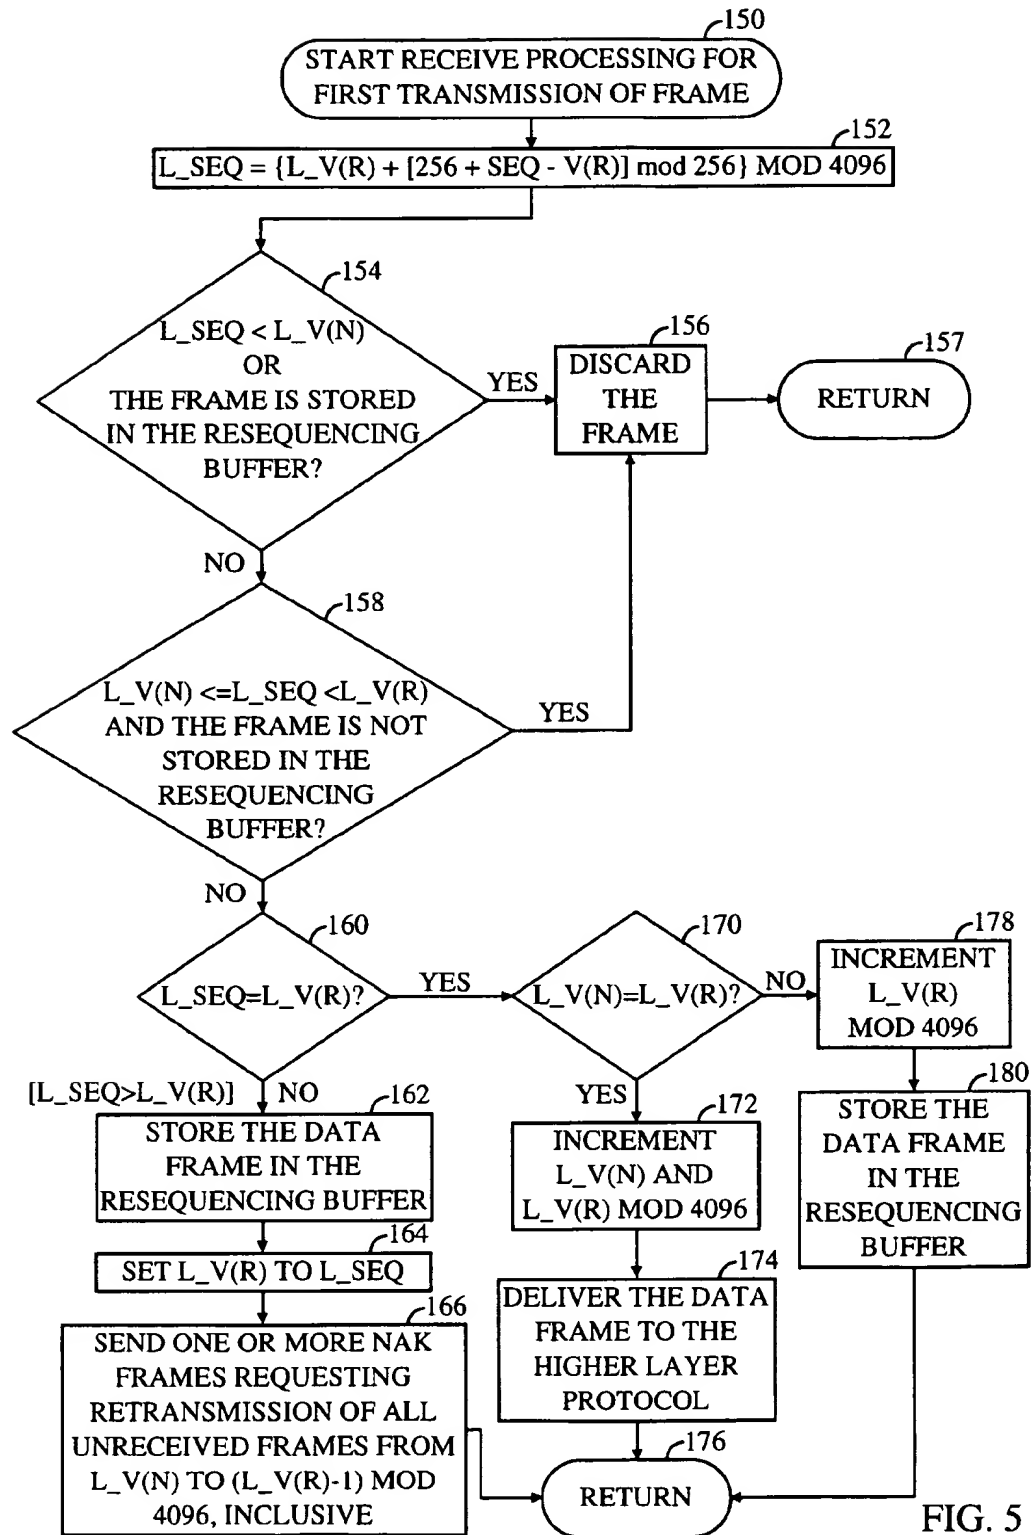 150
START RECEIVE PROCESSING FOR
FIRST TRANSMISSION OF FRAME
152
L_SEQ = {L_V(R) + [256 + SEQ - V(R)] mod 256} MOD 4096
154
L_SEQ < L_V(N)
OR
THE FRAME IS STORED
IN THE RESEQUENCING
BUFFER?
YES
156
DISCARD
THE
FRAME
157
RETURN
NO
158
L_V(N) <=L_SEQ <L_V(R)
AND THE FRAME IS NOT
STORED IN THE
RESEQUENCING
BUFFER?
YES
NO
160
L_SEQ=L_V(R)?
YES
170
L_V(N)=L_V(R)?
NO
178
INCREMENT
L_V(R)
MOD 4096
[L_SEQ>L_V(R)]
NO
162
STORE THE DATA
FRAME IN THE
RESEQUENCING BUFFER
YES
172
INCREMENT
L_V(N) AND
L_V(R) MOD 4096
180
STORE THE
DATA FRAME
IN THE
RESEQUENCING
BUFFER
164
SET L_V(R) TO L_SEQ
174
DELIVER THE DATA
FRAME TO THE
HIGHER LAYER
PROTOCOL
166
SEND ONE OR MORE NAK
FRAMES REQUESTING
RETRANSMISSION OF ALL
UNRECEIVED FRAMES FROM
L_V(N) TO (L_V(R)-1) MOD
4096, INCLUSIVE
176
RETURN
FIG. 5